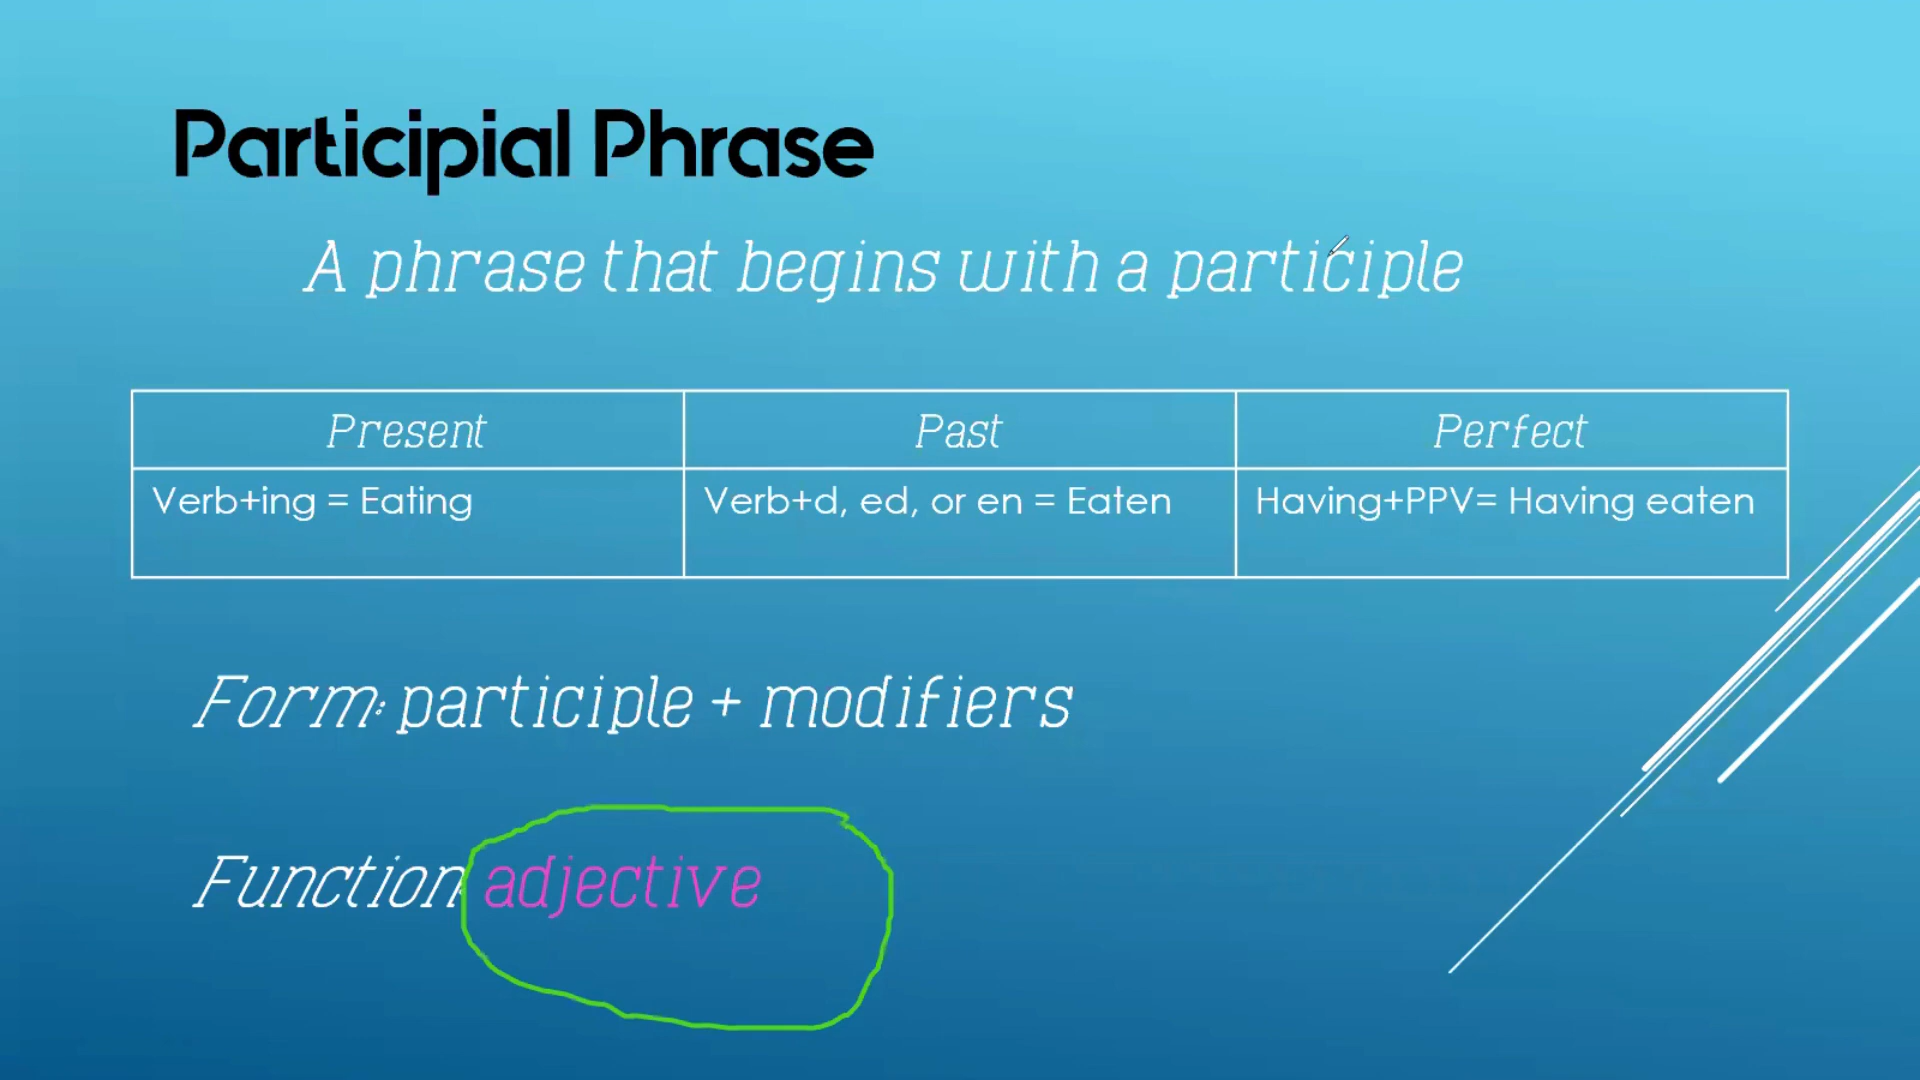 Participial Phrase
A phrase that begins with a participle
Present
Past
Perfect
Verb+ing = Eating
Verb+d, ed, or en = Eaten
Having+PPV= Having eaten
Form: participle + modifiers
Function: adjective